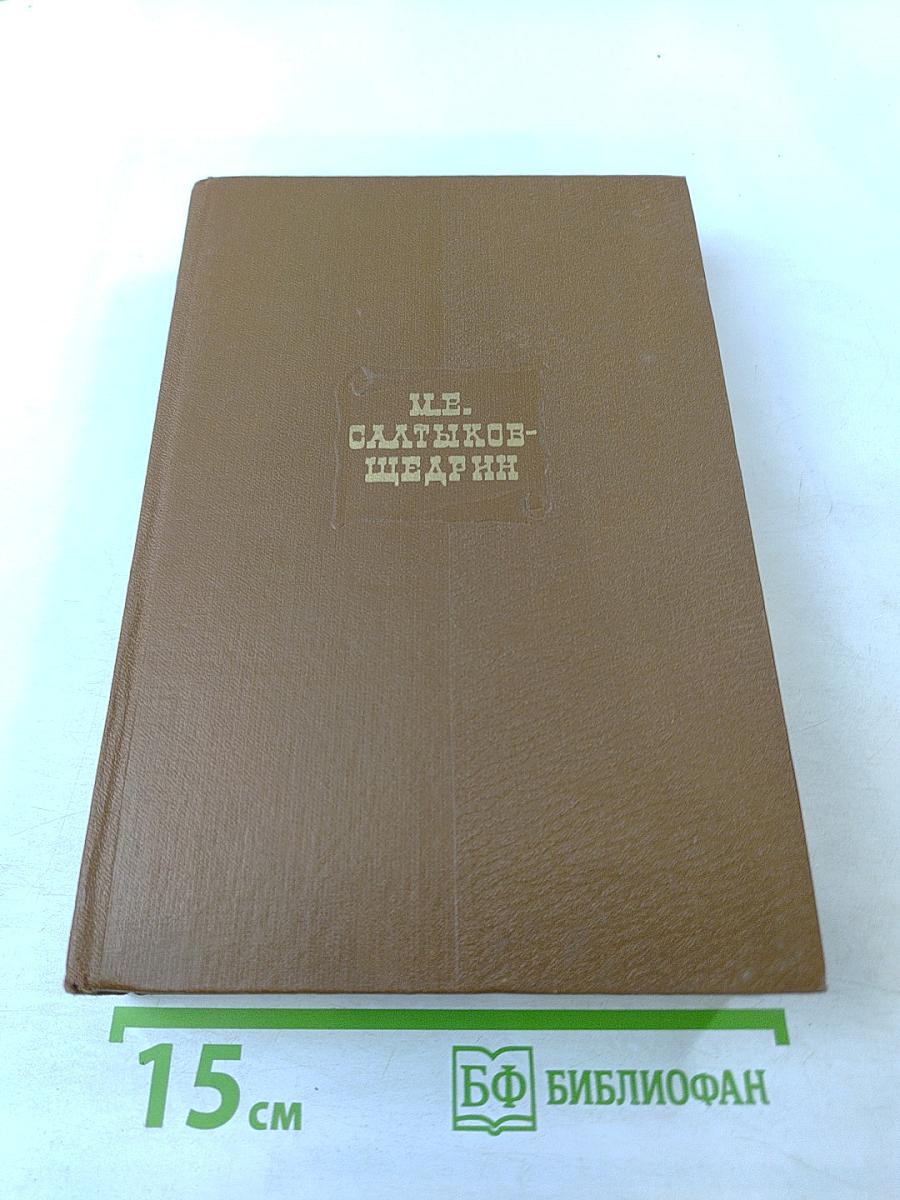 М.Е.
САЛТЫКОВ-
ЩЕДРИН
15 см
БФ БИБЛИОФАН